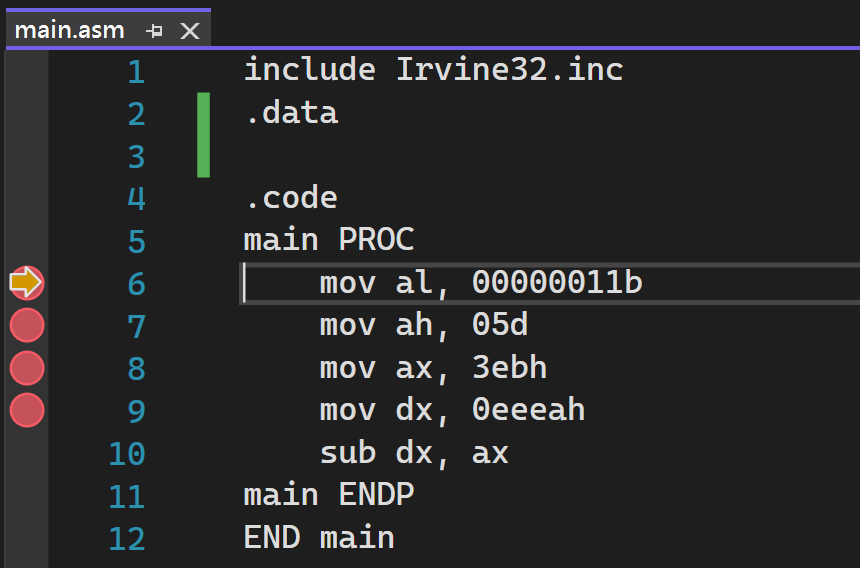 main.asm
1 include Irvine32.inc
2 .data
3
4 .code
5 main PROC
6 mov al, 00000011b
7 mov ah, 05d
8 mov ax, 3ebh
9 mov dx, 0eeeah
10 sub dx, ax
11 main ENDP
12 END main